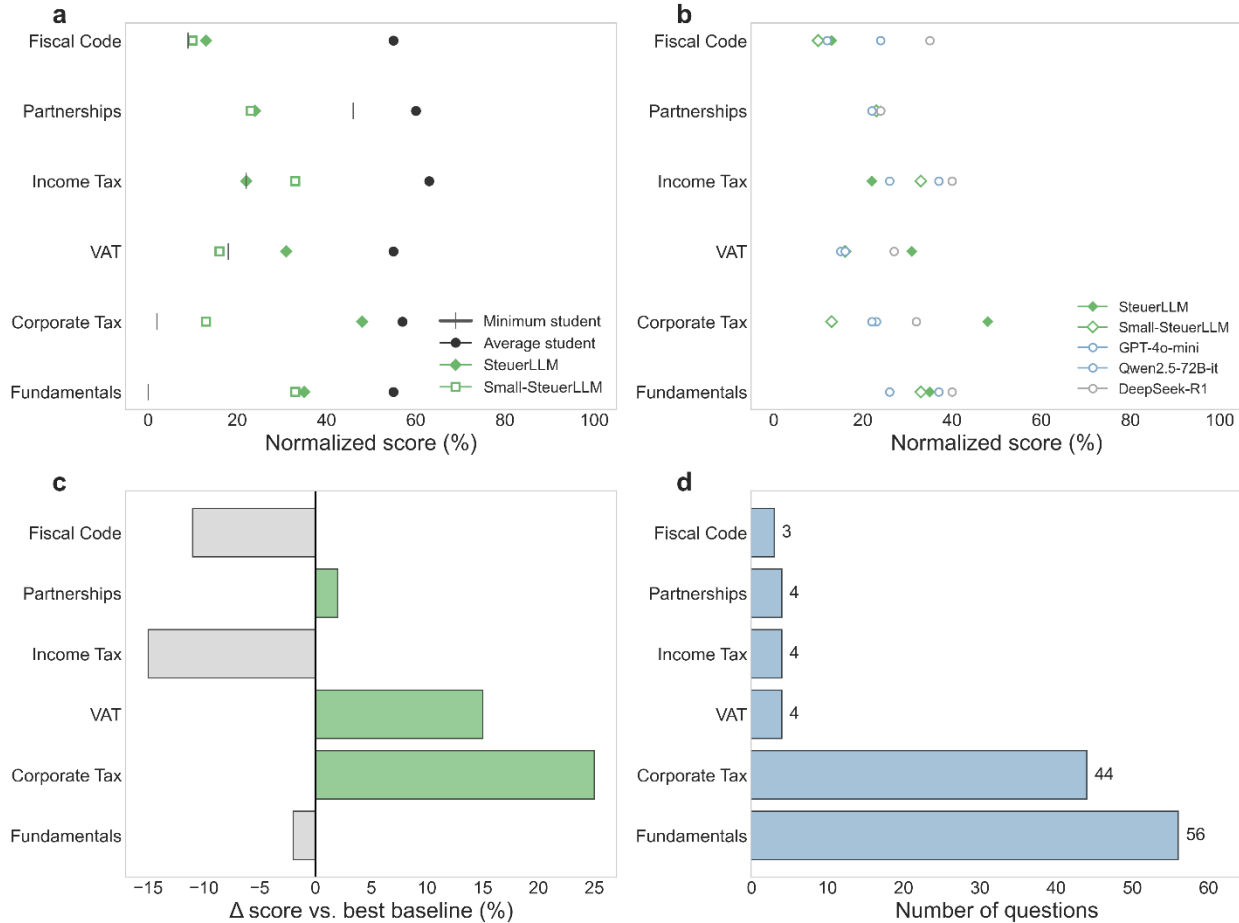 a
Fiscal Code
Partnerships
Income Tax
VAT
Corporate Tax
Fundamentals
Minimum student
Average student
SteuerLLM
Small-SteuerLLM
0 20 40 60 80 100
Normalized score (%)
b
Fiscal Code
Partnerships
Income Tax
VAT
Corporate Tax
Fundamentals
SteuerLLM
Small-SteuerLLM
GPT-4o-mini
Qwen2.5-72B-it
DeepSeek-R1
0 20 40 60 80 100
Normalized score (%)
c
Fiscal Code
Partnerships
Income Tax
VAT
Corporate Tax
Fundamentals
−15 −10 −5 0 5 10 15 20 25
Δ score vs. best baseline (%)
d
Fiscal Code 3
Partnerships 4
Income Tax 4
VAT 4
Corporate Tax 44
Fundamentals 56
0 10 20 30 40 50 60
Number of questions